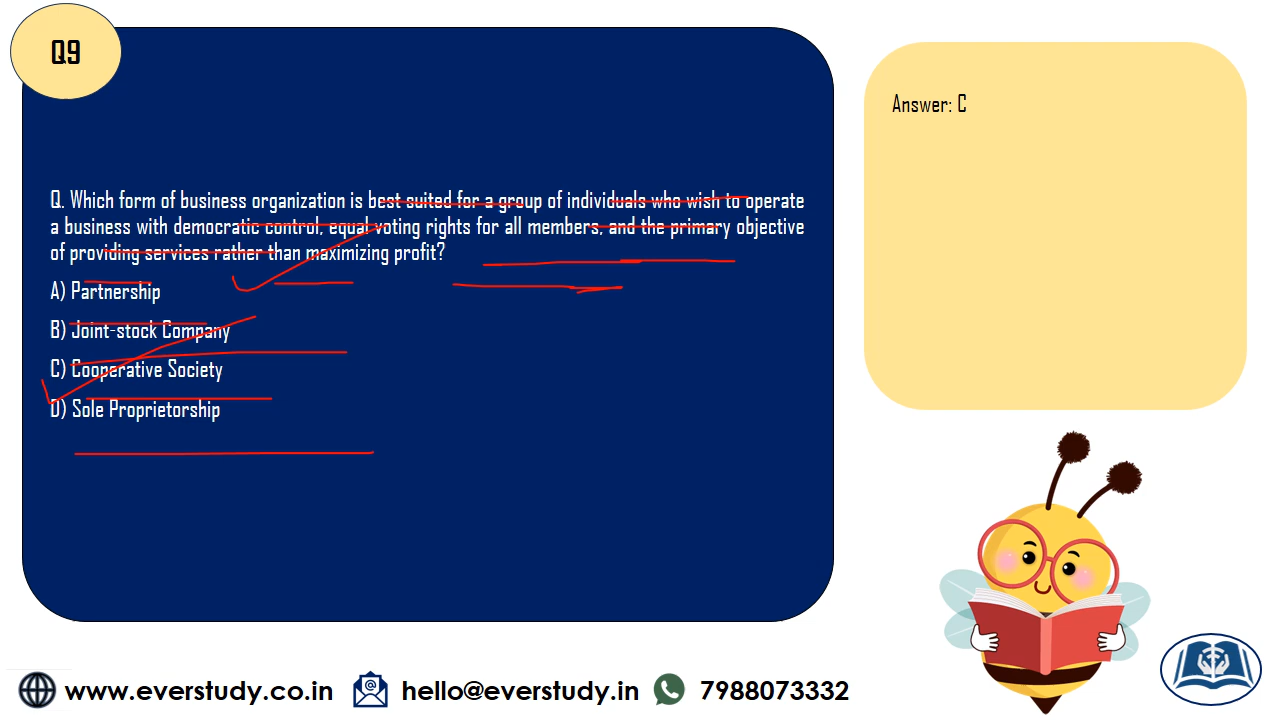 Q9
Q. Which form of business organization is best suited for a group of individuals who wish to operate
a business with democratic control, equal voting rights for all members, and the primary objective
of providing services rather than maximizing profit?
A) Partnership
B) Joint-stock Company
C) Cooperative Society
D) Sole Proprietorship
Answer: C
www.everstudy.co.in hello@everstudy.in 7988073332